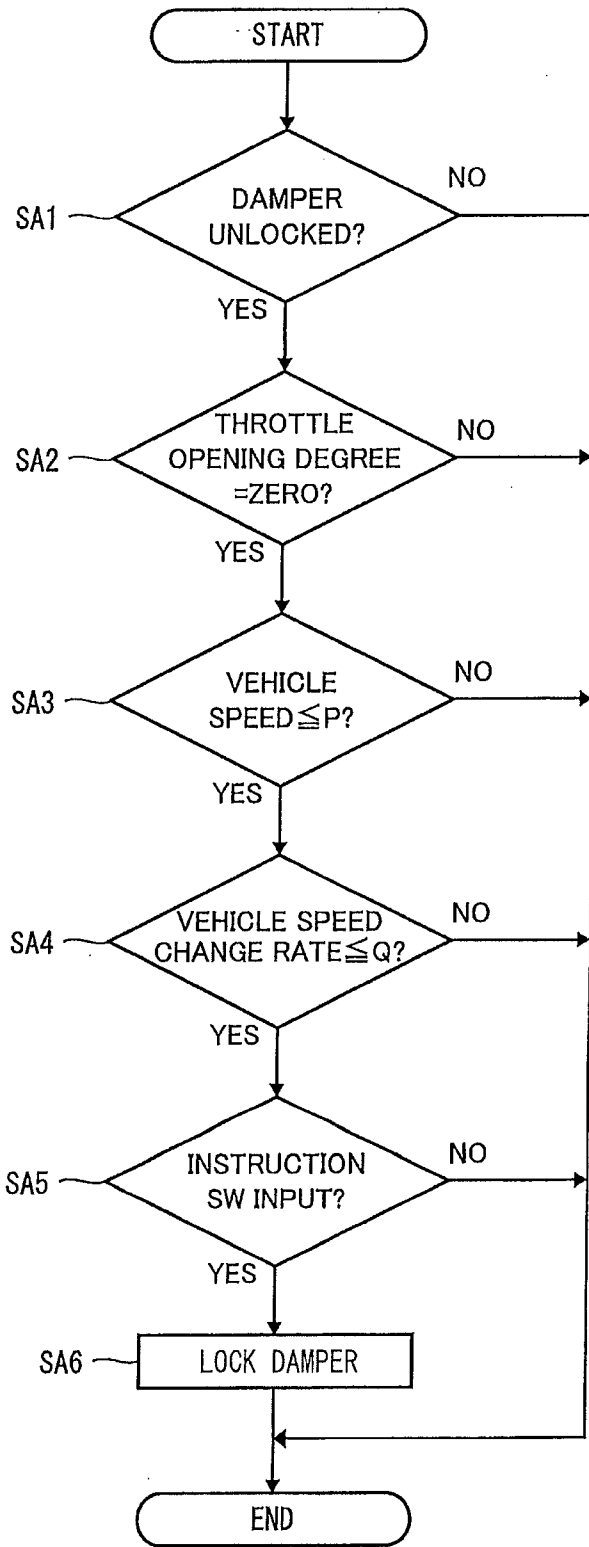 START
DAMPER
UNLOCKED?
NO
SA1
YES
THROTTLE
OPENING DEGREE
=ZERO?
NO
SA2
YES
VEHICLE
SPEED≦P?
NO
SA3
YES
VEHICLE SPEED
CHANGE RATE≦Q?
NO
SA4
YES
INSTRUCTION
SW INPUT?
NO
SA5
YES
SA6
LOCK DAMPER
END